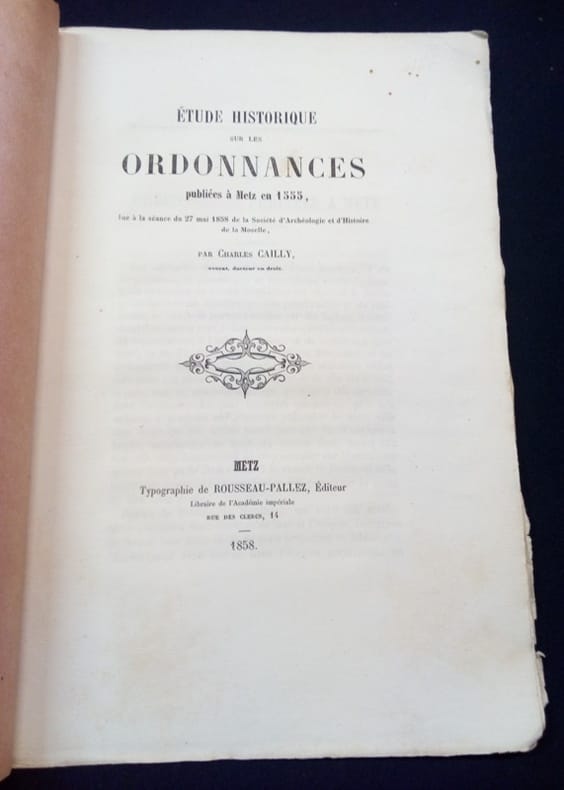 ÉTUDE HISTORIQUE
SUR LES
ORDONNANCES
publiées à Metz en 1555,
lue à la séance du 27 mai 1858 de la Société d'Archéologie et d'Histoire
de la Moselle,
PAR CHARLES CAILLY,
avocat, docteur en droit.
METZ
Typographie de ROUSSEAU-PALLEZ, Éditeur
Libraire de l'Académie impériale
RUE DES CLERCS, 14
1858.